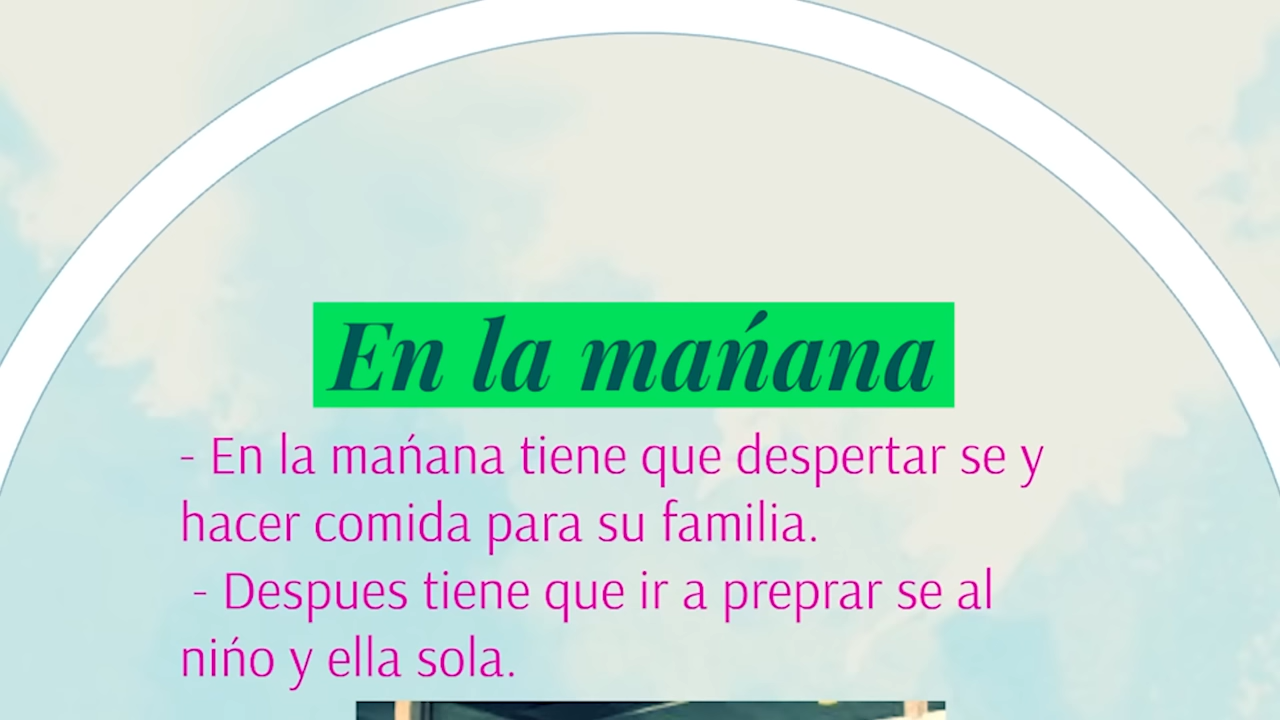 En la mańana
- En la mańana tiene que despertar se y
hacer comida para su familia.
- Despues tiene que ir a preprar se al
nińo y ella sola.